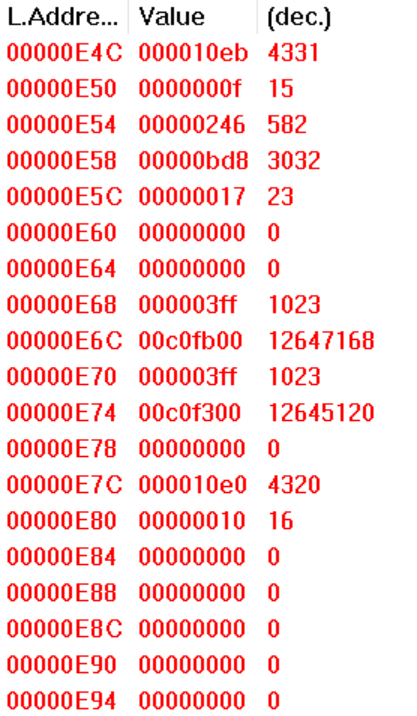 L.Addre... Value (dec.)
00000E4C 000010eb 4331
00000E50 0000000f 15
00000E54 00000246 582
00000E58 00000bd8 3032
00000E5C 00000017 23
00000E60 00000000 0
00000E64 00000000 0
00000E68 000003ff 1023
00000E6C 00c0fb00 12647168
00000E70 000003ff 1023
00000E74 00c0f300 12645120
00000E78 00000000 0
00000E7C 000010e0 4320
00000E80 00000010 16
00000E84 00000000 0
00000E88 00000000 0
00000E8C 00000000 0
00000E90 00000000 0
00000E94 00000000 0